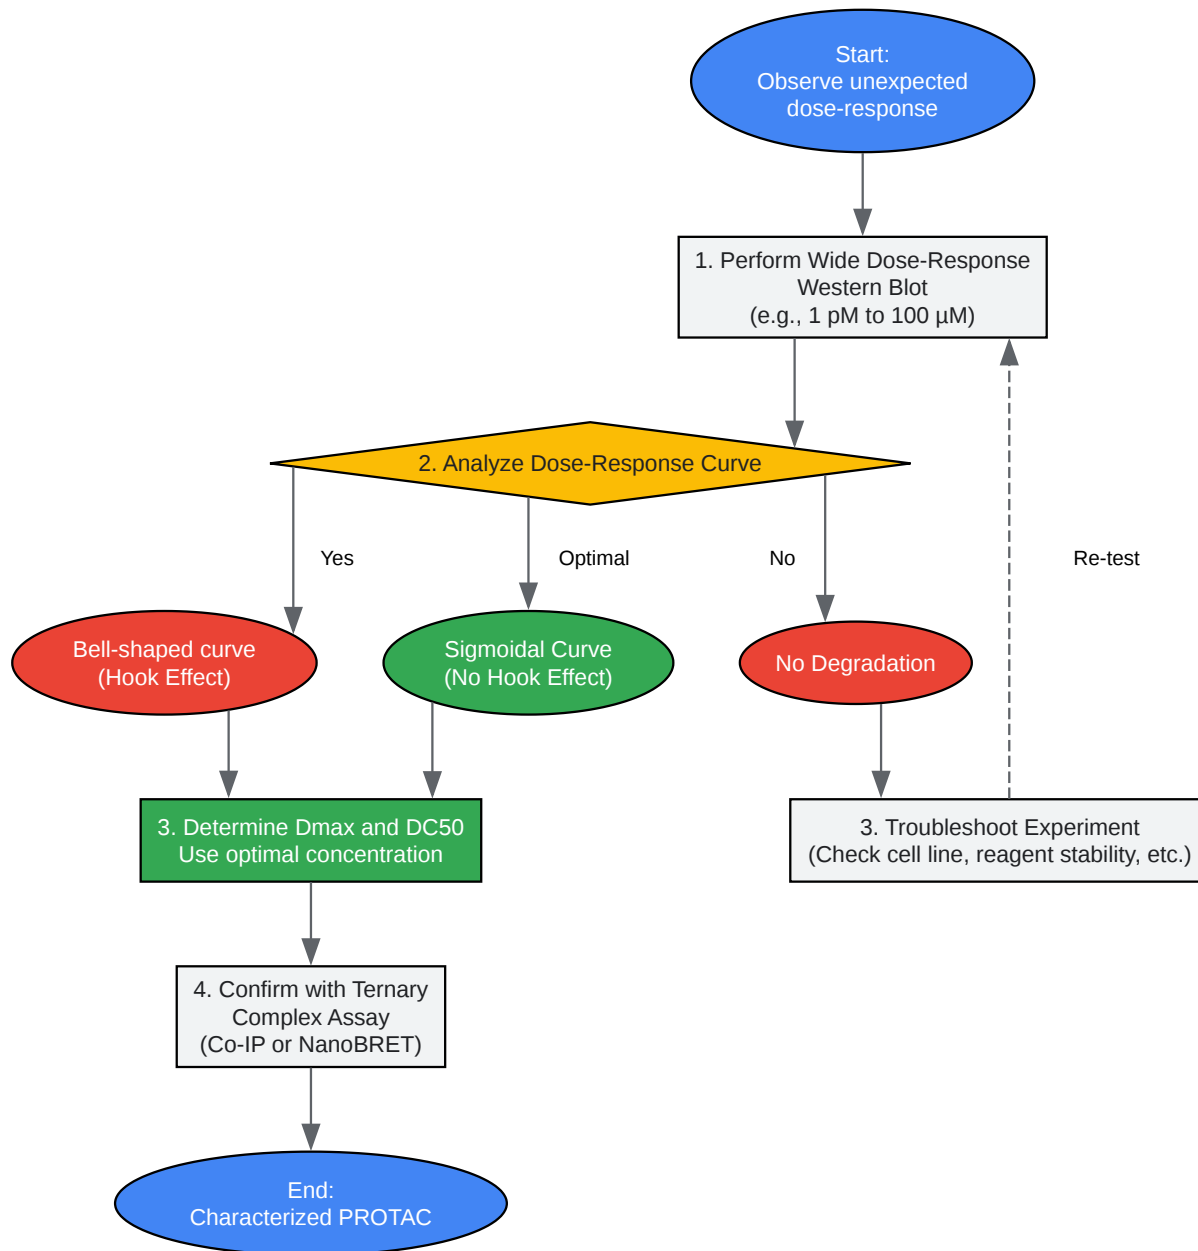 Start:
Observe unexpected
dose-response
1. Perform Wide Dose-Response
Western Blot
(e.g., 1 pM to 100 µM)
2. Analyze Dose-Response Curve
Yes
Optimal
No
Re-test
Bell-shaped curve
(Hook Effect)
Sigmoidal Curve
(No Hook Effect)
No Degradation
3. Determine Dmax and DC50
Use optimal concentration
3. Troubleshoot Experiment
(Check cell line, reagent stability, etc.)
4. Confirm with Ternary
Complex Assay
(Co-IP or NanoBRET)
End:
Characterized PROTAC